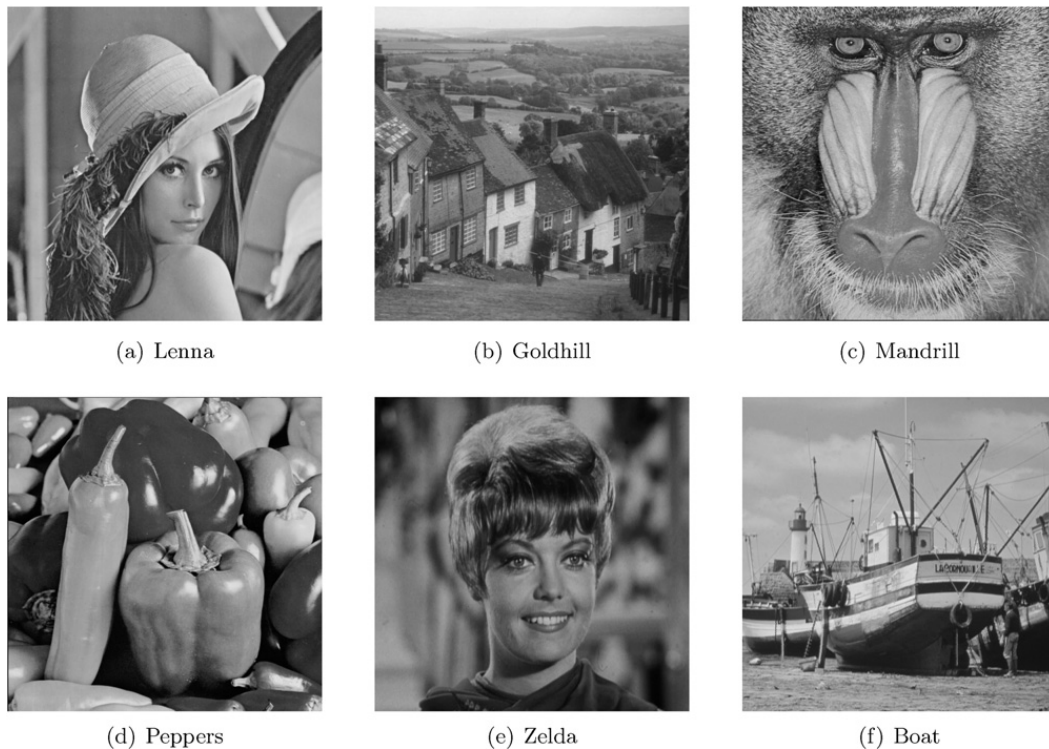 (a) Lenna
(b) Goldhill
(c) Mandrill
(d) Peppers
(e) Zelda
(f) Boat